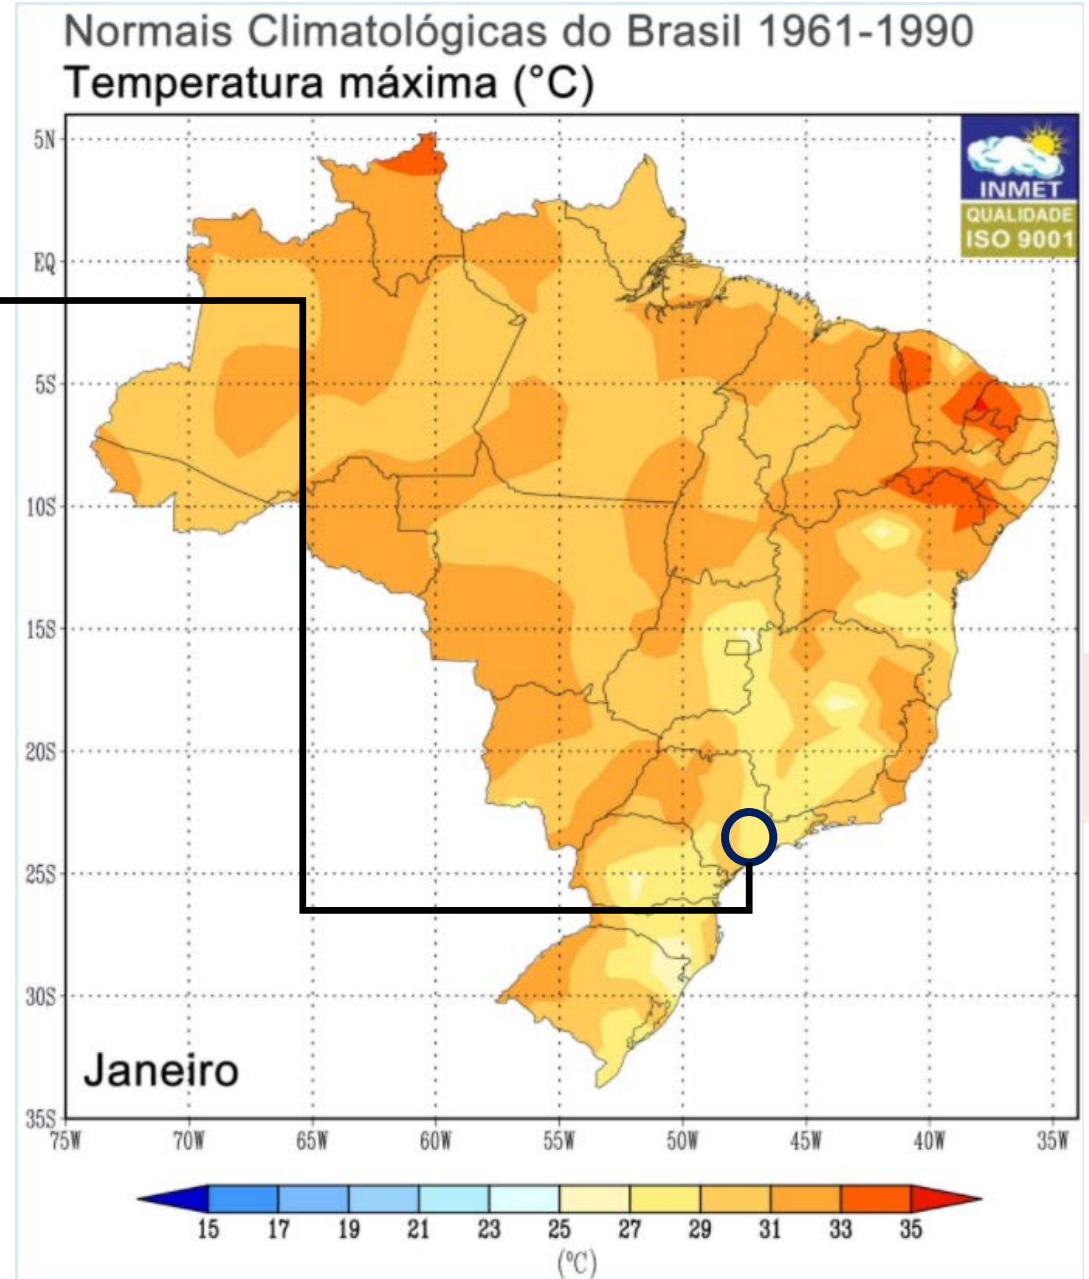 Normais Climatológicas do Brasil 1961-1990
Temperatura máxima (°C)
INMET
QUALIDADE
ISO 9001
5N
EQ
5S
10S
15S
20S
25S
30S
35S
Janeiro
75W 70W 65W 60W 55W 50W 45W 40W 35W
15 17 19 21 23 25 27 29 31 33 35
(°C)